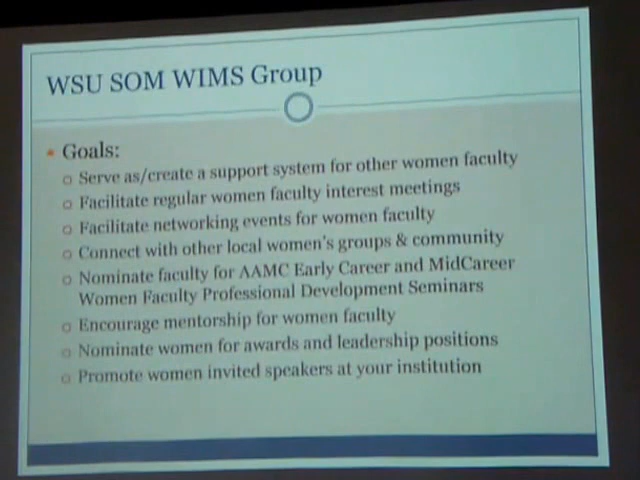 WSU SOM WIMS Group
• Goals:
o Serve as/create a support system for other women faculty
o Facilitate regular women faculty interest meetings
o Facilitate networking events for women faculty
o Connect with other local women's groups & community
o Nominate faculty for AAMC Early Career and MidCareer
Women Faculty Professional Development Seminars
o Encourage mentorship for women faculty
o Nominate women for awards and leadership positions
o Promote women invited speakers at your institution